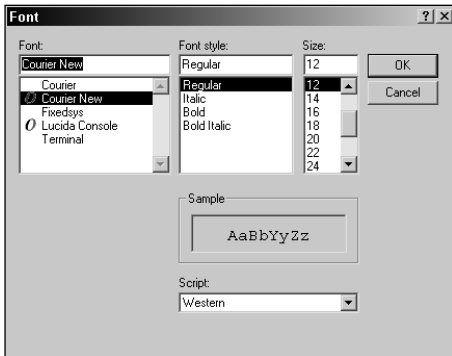 Font
Font:
Courier New
Courier
Courier New
Fixedsys
Lucida Console
Terminal
Font style:
Regular
Regular
Italic
Bold
Bold Italic
Size:
12
12
14
16
18
20
22
24
OK
Cancel
Sample
AaBbYyZz
Script:
Western